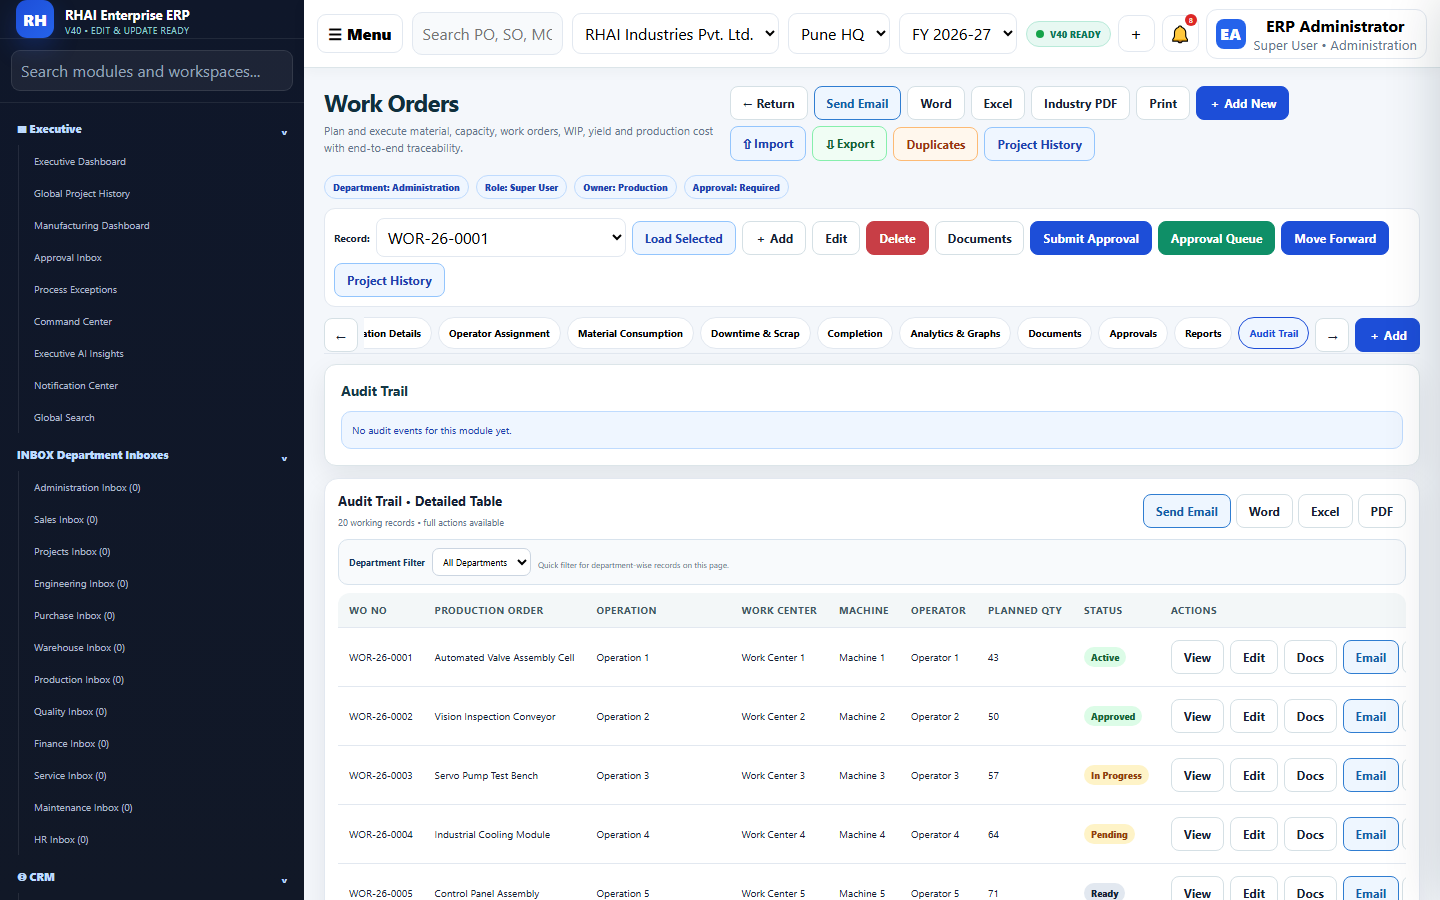 RH
RHAI Enterprise ERP
V40 • EDIT & UPDATE READY
Search modules and workspaces...
Executive
Executive Dashboard
Global Project History
Manufacturing Dashboard
Approval Inbox
Process Exceptions
Command Center
Executive AI Insights
Notification Center
Global Search
INBOX Department Inboxes
Administration Inbox (0)
Sales Inbox (0)
Projects Inbox (0)
Engineering Inbox (0)
Purchase Inbox (0)
Warehouse Inbox (0)
Production Inbox (0)
Quality Inbox (0)
Finance Inbox (0)
Service Inbox (0)
Maintenance Inbox (0)
HR Inbox (0)
CRM
☰ Menu
Search PO, SO, MC
RHAI Industries Pvt. Ltd.
Pune HQ
FY 2026-27
V40 READY
+
8
EA
ERP Administrator
Super User • Administration
Work Orders
Plan and execute material, capacity, work orders, WIP, yield and production cost
with end-to-end traceability.
← Return
Send Email
Word
Excel
Industry PDF
Print
+ Add New
⇧Import
⇩Export
Duplicates
Project History
Department: Administration
Role: Super User
Owner: Production
Approval: Required
Record:
WOR-26-0001
Load Selected
+ Add
Edit
Delete
Documents
Submit Approval
Approval Queue
Move Forward
Project History
←
ation Details
Operator Assignment
Material Consumption
Downtime & Scrap
Completion
Analytics & Graphs
Documents
Approvals
Reports
Audit Trail
→
+ Add
Audit Trail
No audit events for this module yet.
Audit Trail • Detailed Table
20 working records • full actions available
Send Email
Word
Excel
PDF
Department Filter
All Departments
Quick filter for department-wise records on this page.
WO NO PRODUCTION ORDER OPERATION WORK CENTER MACHINE OPERATOR PLANNED QTY STATUS ACTIONS
WOR-26-0001 Automated Valve Assembly Cell Operation 1 Work Center 1 Machine 1 Operator 1 43 Active View Edit Docs Email
WOR-26-0002 Vision Inspection Conveyor Operation 2 Work Center 2 Machine 2 Operator 2 50 Approved View Edit Docs Email
WOR-26-0003 Servo Pump Test Bench Operation 3 Work Center 3 Machine 3 Operator 3 57 In Progress View Edit Docs Email
WOR-26-0004 Industrial Cooling Module Operation 4 Work Center 4 Machine 4 Operator 4 64 Pending View Edit Docs Email
WOR-26-0005 Control Panel Assembly Operation 5 Work Center 5 Machine 5 Operator 5 71 Ready View Edit Docs Email